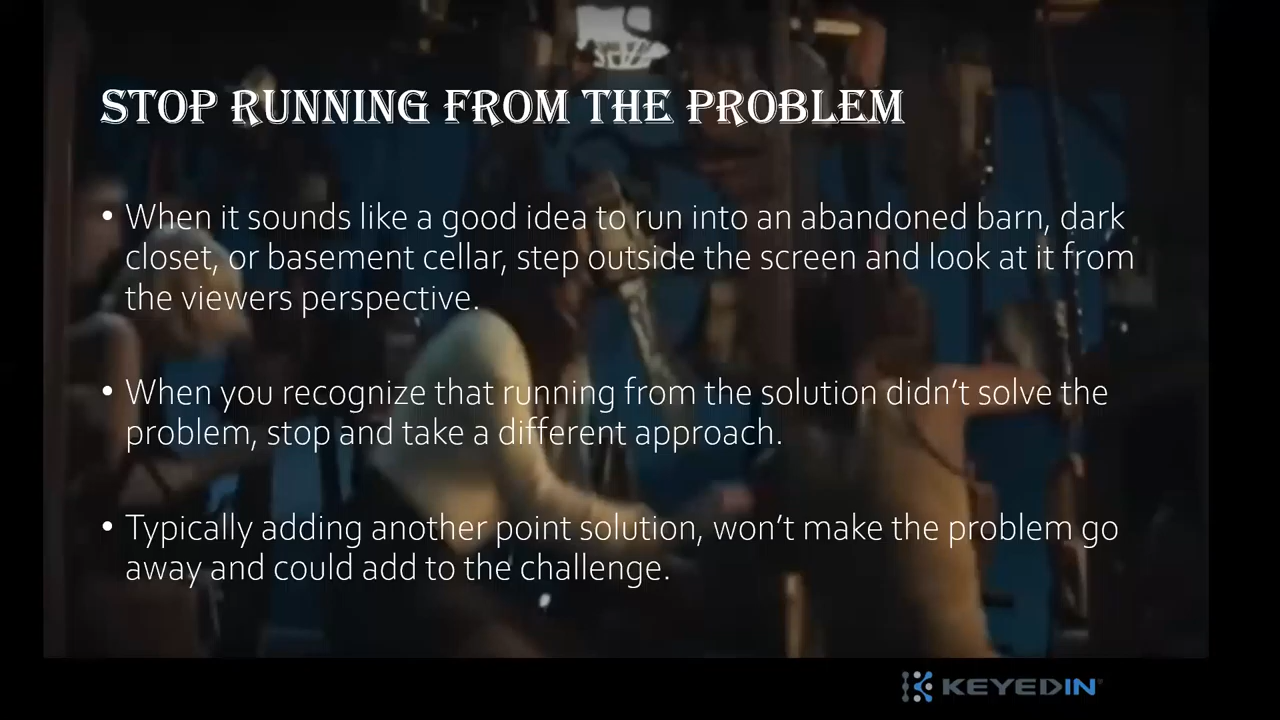 STOP RUNNING FROM THE PROBLEM
• When it sounds like a good idea to run into an abandoned barn, dark
closet, or basement cellar, step outside the screen and look at it from
the viewers perspective.
• When you recognize that running from the solution didn't solve the
problem, stop and take a different approach.
• Typically adding another point solution, won't make the problem go
away and could add to the challenge.
KEYEDIN